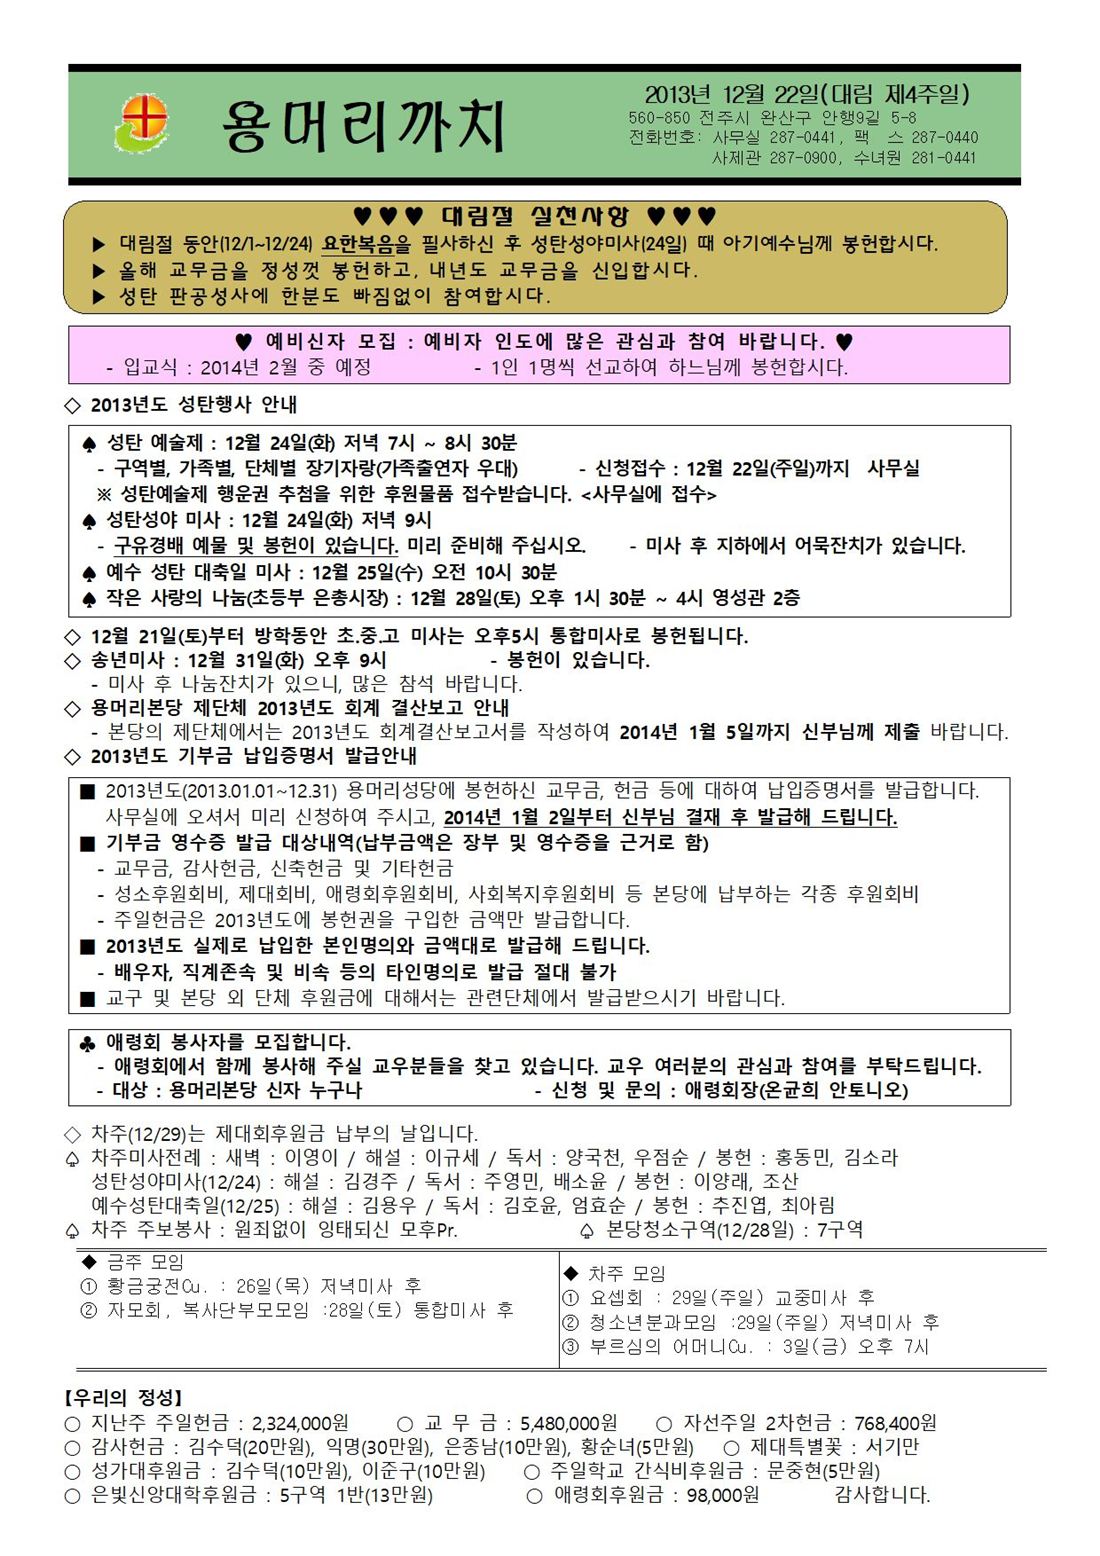 용머리까치
2013년 12월 22일(대림 제4주일)
560-850 전주시 완산구 안행9길 5-8
전화번호: 사무실 287-0441, 팩 스 287-0440
사제관 287-0900, 수녀원 281-0441
♥♥♥ 대림절 실천사항 ♥♥♥
▶ 대림절 동안(12/1~12/24) 요한복음을 필사하신 후 성탄성야미사(24일) 때 아기예수님께 봉헌합시다.
▶ 올해 교무금을 정성껏 봉헌하고, 내년도 교무금을 신입합시다.
▶ 성탄 판공성사에 한분도 빠짐없이 참여합시다.
♥ 예비신자 모집 : 예비자 인도에 많은 관심과 참여 바랍니다. ♥
- 입교식 : 2014년 2월 중 예정 - 1인 1명씩 선교하여 하느님께 봉헌합시다.
◇ 2013년도 성탄행사 안내
♠ 성탄 예술제 : 12월 24일(화) 저녁 7시 ~ 8시 30분
- 구역별, 가족별, 단체별 장기자랑(가족출연자 우대) - 신청접수 : 12월 22일(주일)까지 사무실
※ 성탄예술제 행운권 추첨을 위한 후원물품 접수받습니다. <사무실에 접수>
♠ 성탄성야 미사 : 12월 24일(화) 저녁 9시
- 구유경배 예물 및 봉헌이 있습니다. 미리 준비해 주십시오. - 미사 후 지하에서 어묵잔치가 있습니다.
♠ 예수 성탄 대축일 미사 : 12월 25일(수) 오전 10시 30분
♠ 작은 사랑의 나눔(초등부 은총시장) : 12월 28일(토) 오후 1시 30분 ~ 4시 영성관 2층
◇ 12월 21일(토)부터 방학동안 초.중.고 미사는 오후5시 통합미사로 봉헌됩니다.
◇ 송년미사 : 12월 31일(화) 오후 9시 - 봉헌이 있습니다.
- 미사 후 나눔잔치가 있으니, 많은 참석 바랍니다.
◇ 용머리본당 제단체 2013년도 회계 결산보고 안내
- 본당의 제단체에서는 2013년도 회계결산보고서를 작성하여 2014년 1월 5일까지 신부님께 제출 바랍니다.
◇ 2013년도 기부금 납입증명서 발급안내
■ 2013년도(2013.01.01~12.31) 용머리성당에 봉헌하신 교무금, 헌금 등에 대하여 납입증명서를 발급합니다.
사무실에 오셔서 미리 신청하여 주시고, 2014년 1월 2일부터 신부님 결재 후 발급해 드립니다.
■ 기부금 영수증 발급 대상내역(납부금액은 장부 및 영수증을 근거로 함)
- 교무금, 감사헌금, 신축헌금 및 기타헌금
- 성소후원회비, 제대회비, 애령회후원회비, 사회복지후원회비 등 본당에 납부하는 각종 후원회비
- 주일헌금은 2013년도에 봉헌권을 구입한 금액만 발급합니다.
■ 2013년도 실제로 납입한 본인명의와 금액대로 발급해 드립니다.
- 배우자, 직계존속 및 비속 등의 타인명의로 발급 절대 불가
■ 교구 및 본당 외 단체 후원금에 대해서는 관련단체에서 발급받으시기 바랍니다.
♣ 애령회 봉사자를 모집합니다.
- 애령회에서 함께 봉사해 주실 교우분들을 찾고 있습니다. 교우 여러분의 관심과 참여를 부탁드립니다.
- 대상 : 용머리본당 신자 누구나 - 신청 및 문의 : 애령회장(온균희 안토니오)
◇ 차주(12/29)는 제대회후원금 납부의 날입니다.
♤ 차주미사전례 : 새벽 : 이영이 / 해설 : 이규세 / 독서 : 양국천, 우점순 / 봉헌 : 홍동민, 김소라
성탄성야미사(12/24) : 해설 : 김경주 / 독서 : 주영민, 배소윤 / 봉헌 : 이양래, 조산
예수성탄대축일(12/25) : 해설 : 김용우 / 독서 : 김호윤, 엄효순 / 봉헌 : 추진엽, 최아림
♤ 차주 주보봉사 : 원죄없이 잉태되신 모후Pr. ♤ 본당청소구역(12/28일) : 7구역
◆ 금주 모임
① 황금궁전Cu. : 26일(목) 저녁미사 후
② 자모회, 복사단부모모임 :28일(토) 통합미사 후
◆ 차주 모임
① 요셉회 : 29일(주일) 교중미사 후
② 청소년분과모임 :29일(주일) 저녁미사 후
③ 부르심의 어머니Cu. : 3일(금) 오후 7시
【우리의 정성】
○ 지난주 주일헌금 : 2,324,000원 ○ 교 무 금 : 5,480,000원 ○ 자선주일 2차헌금 : 768,400원
○ 감사헌금 : 김수덕(20만원), 익명(30만원), 은종남(10만원), 황순녀(5만원) ○ 제대특별꽃 : 서기만
○ 성가대후원금 : 김수덕(10만원), 이준구(10만원) ○ 주일학교 간식비후원금 : 문중현(5만원)
○ 은빛신앙대학후원금 : 5구역 1반(13만원) ○ 애령회후원금 : 98,000원 감사합니다.